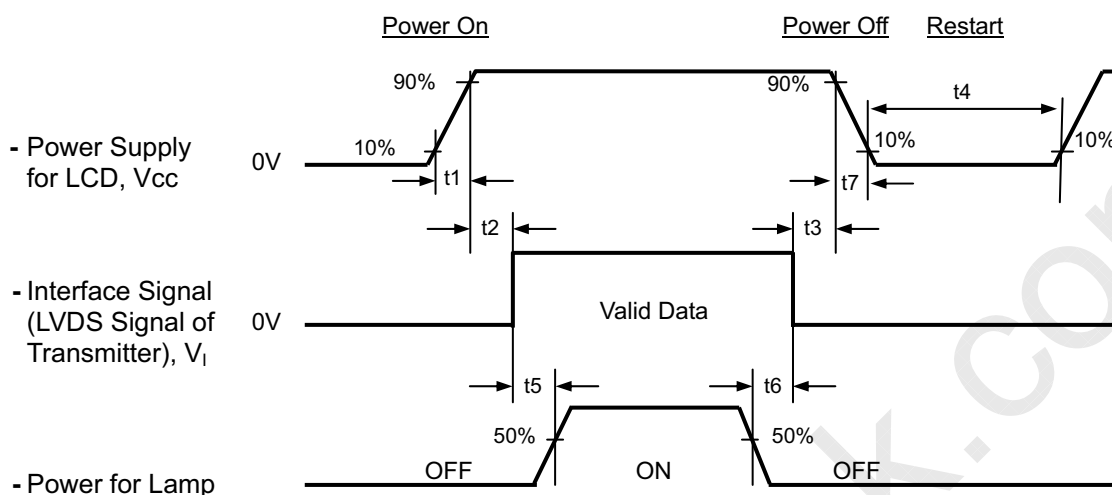 Power On
Power Off Restart
90%
90%
t4
10%
10%
10%
- Power Supply
for LCD, Vcc
0V
t1
t7
t2
t3
- Interface Signal
(LVDS Signal of
Transmitter), VI
0V
Valid Data
t5
t6
50%
50%
- Power for Lamp
OFF
ON
OFF